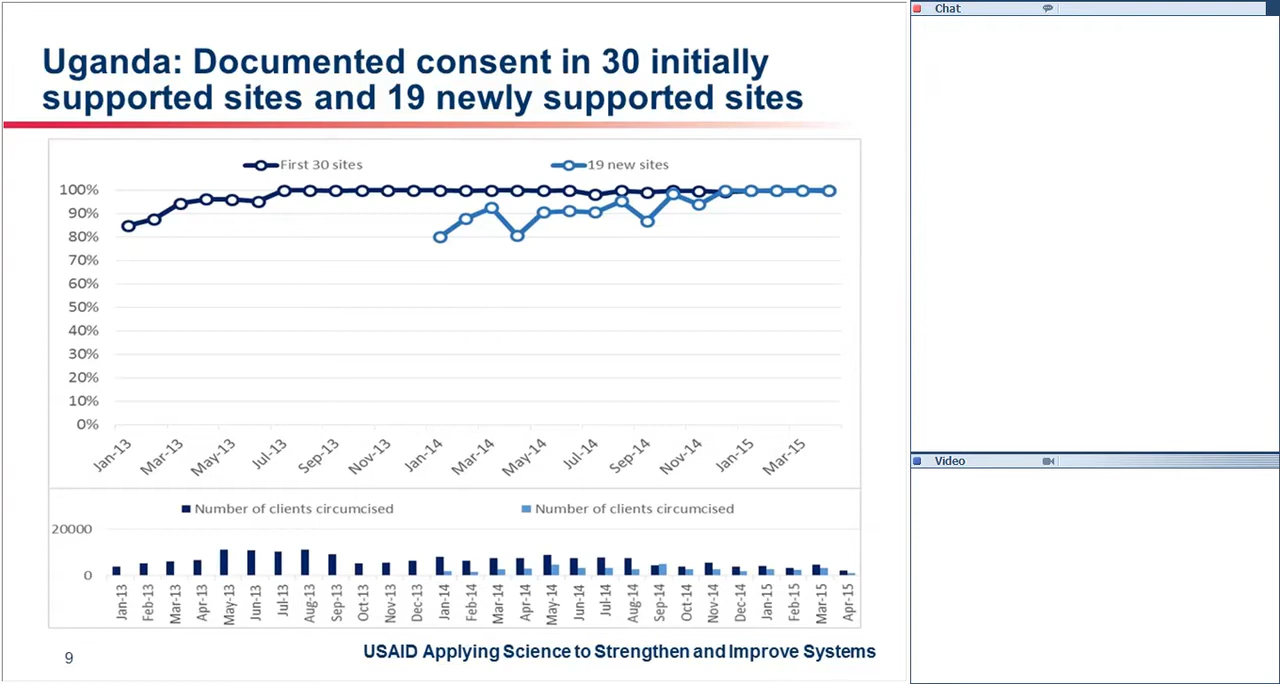 Uganda: Documented consent in 30 initially
supported sites and 19 newly supported sites
First 30 sites
19 new sites
100%
90%
80%
70%
60%
50%
40%
30%
20%
10%
0%
Jan-13
Mar-13
May-13
Jul-13
Sep-13
Nov-13
Jan-14
Mar-14
May-14
Jul-14
Sep-14
Nov-14
Jan-15
Mar-15
Number of clients circumcised
Number of clients circumcised
20000
0
Jan-13
Feb-13
Mar-13
Apr-13
May-13
Jun-13
Jul-13
Aug-13
Sep-13
Oct-13
Nov-13
Dec-13
Jan-14
Feb-14
Mar-14
Apr-14
May-14
Jun-14
Jul-14
Aug-14
Sep-14
Oct-14
Nov-14
Dec-14
Jan-15
Feb-15
Mar-15
Apr-15
9
USAID Applying Science to Strengthen and Improve Systems
Chat
Video